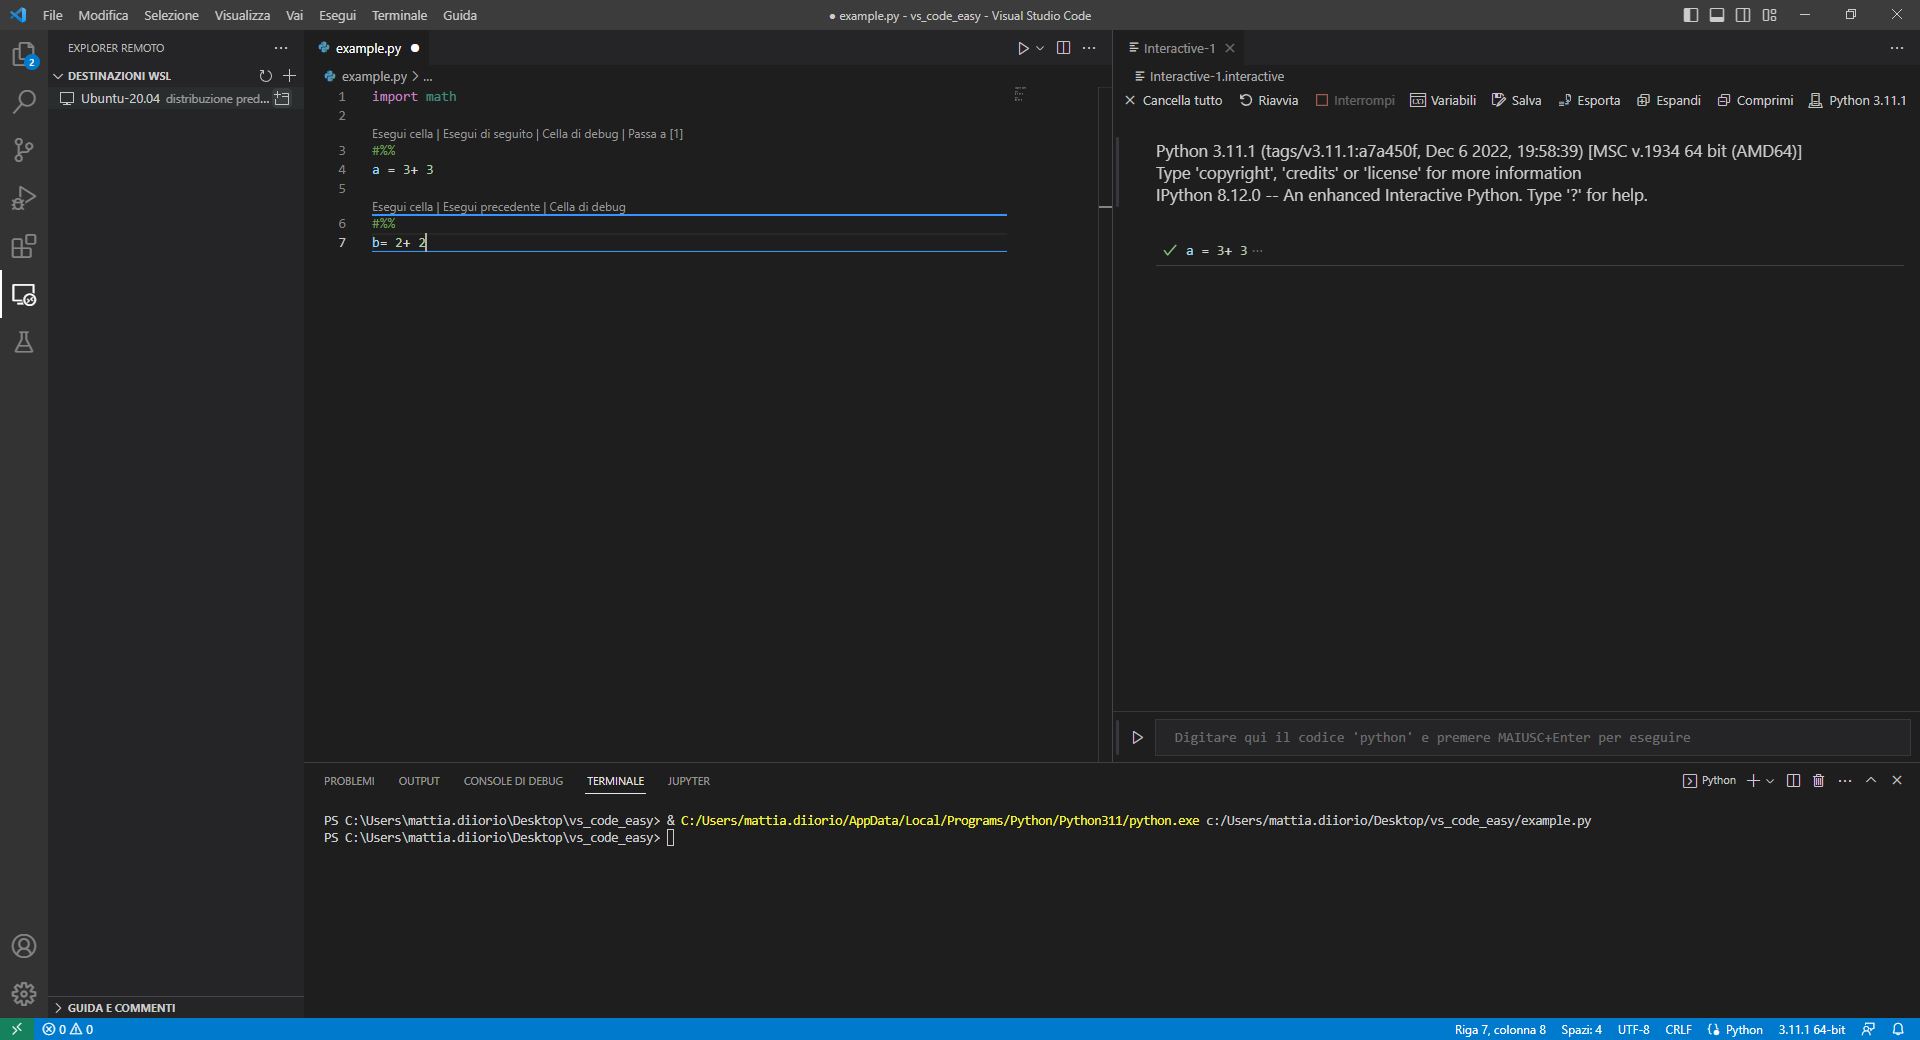 File Modifica Selezione Visualizza Vai Esegui Terminale Guida
● example.py - vs_code_easy - Visual Studio Code
2
EXPLORER REMOTO
DESTINAZIONI WSL
Ubuntu-20.04 distribuzione pred...
GUIDA E COMMENTI
example.py
example.py > ...
1 import math
2
Esegui cella | Esegui di seguito | Cella di debug | Passa a [1]
3 #%%
4 a = 3+ 3
5
Esegui cella | Esegui precedente | Cella di debug
6 #%%
7 b= 2+ 2
Interactive-1
Interactive-1.interactive
Cancella tutto Riavvia Interrompi Variabili Salva Esporta Espandi Comprimi Python 3.11.1
Python 3.11.1 (tags/v3.11.1:a7a450f, Dec 6 2022, 19:58:39) [MSC v.1934 64 bit (AMD64)]
Type 'copyright', 'credits' or 'license' for more information
IPython 8.12.0 -- An enhanced Interactive Python. Type '?' for help.
a = 3+ 3 ...
Digitare qui il codice 'python' e premere MAIUSC+Enter per eseguire
PROBLEMI OUTPUT CONSOLE DI DEBUG TERMINALE JUPYTER
Python
PS C:\Users\mattia.diiorio\Desktop\vs_code_easy> & C:/Users/mattia.diiorio/AppData/Local/Programs/Python/Python311/python.exe c:/Users/mattia.diiorio/Desktop/vs_code_easy/example.py
PS C:\Users\mattia.diiorio\Desktop\vs_code_easy>
0 0
Riga 7, colonna 8 Spazi: 4 UTF-8 CRLF Python 3.11.1 64-bit